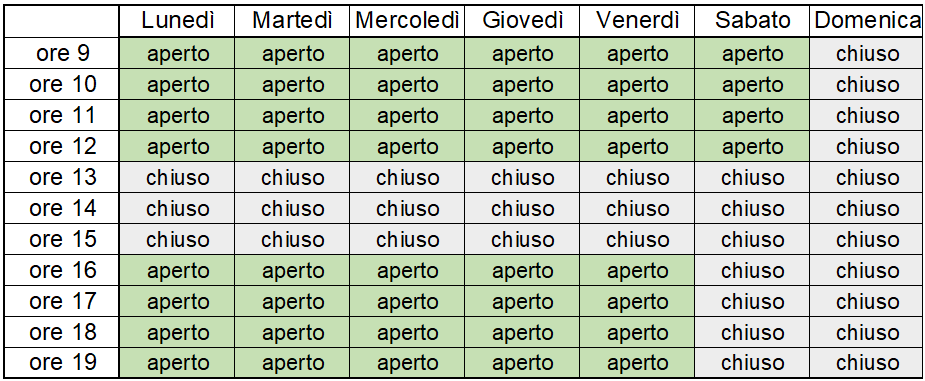 Lunedì Martedì Mercoledì Giovedì Venerdì Sabato Domenica
ore 9 aperto aperto aperto aperto aperto aperto chiuso
ore 10 aperto aperto aperto aperto aperto aperto chiuso
ore 11 aperto aperto aperto aperto aperto aperto chiuso
ore 12 aperto aperto aperto aperto aperto aperto chiuso
ore 13 chiuso chiuso chiuso chiuso chiuso chiuso chiuso
ore 14 chiuso chiuso chiuso chiuso chiuso chiuso chiuso
ore 15 chiuso chiuso chiuso chiuso chiuso chiuso chiuso
ore 16 aperto aperto aperto aperto aperto chiuso chiuso
ore 17 aperto aperto aperto aperto aperto chiuso chiuso
ore 18 aperto aperto aperto aperto aperto chiuso chiuso
ore 19 aperto aperto aperto aperto aperto chiuso chiuso